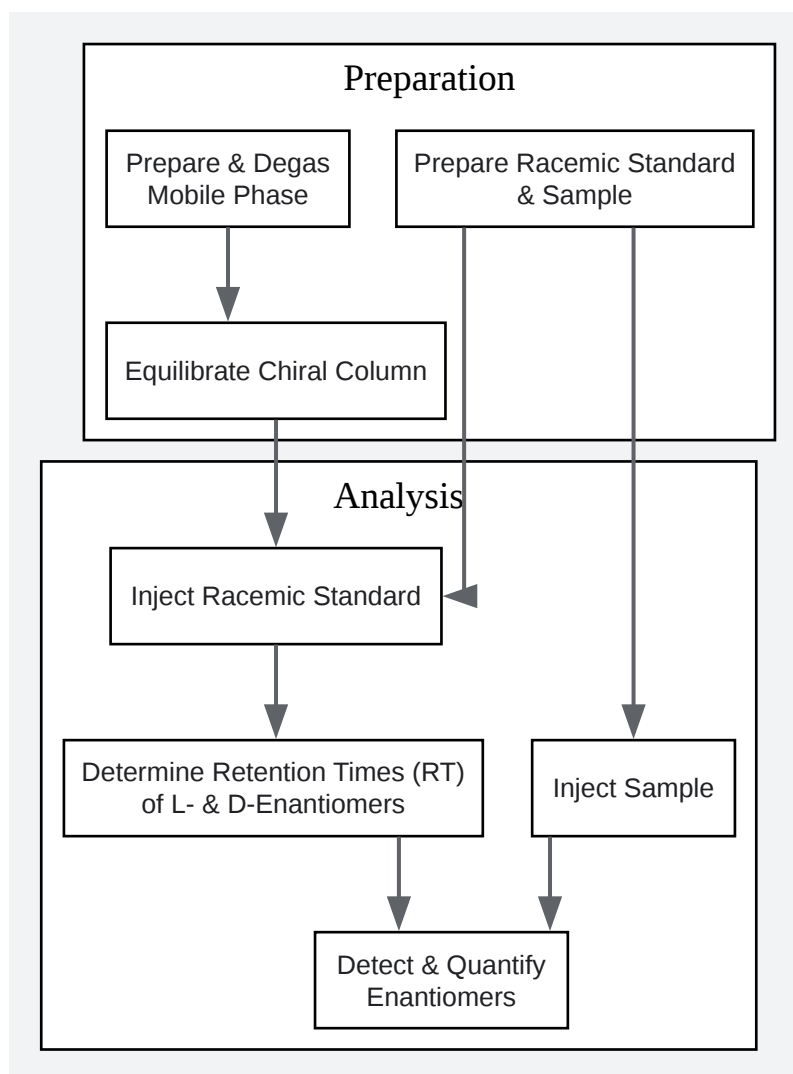 Preparation
Prepare & Degas
Mobile Phase
Prepare Racemic Standard
& Sample
Equilibrate Chiral Column
Analysis
Inject Racemic Standard
Determine Retention Times (RT)
of L- & D-Enantiomers
Inject Sample
Detect & Quantify
Enantiomers